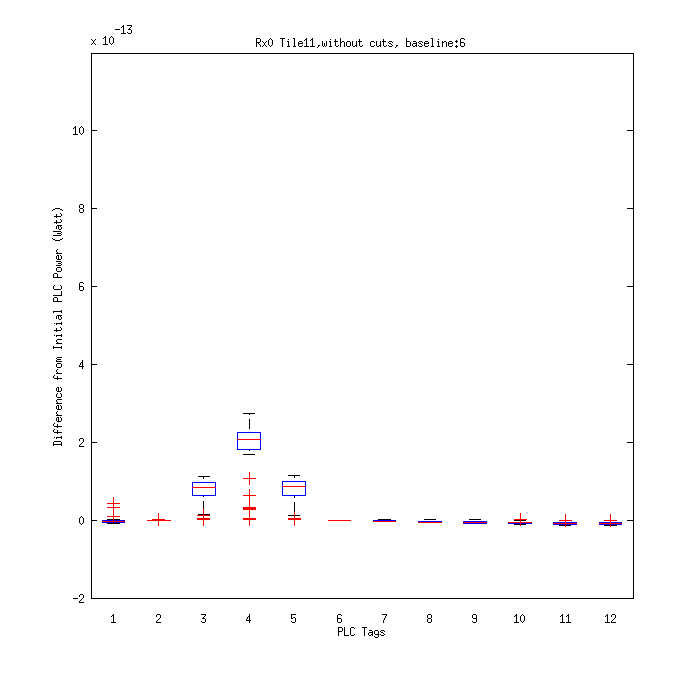 x 10^-13
Rx0 Tile11,without cuts, baseline:6
Difference from Initial PLC Power (Watt)
10
8
6
4
2
0
-2
1 2 3 4 5 6 7 8 9 10 11 12
PLC Tags